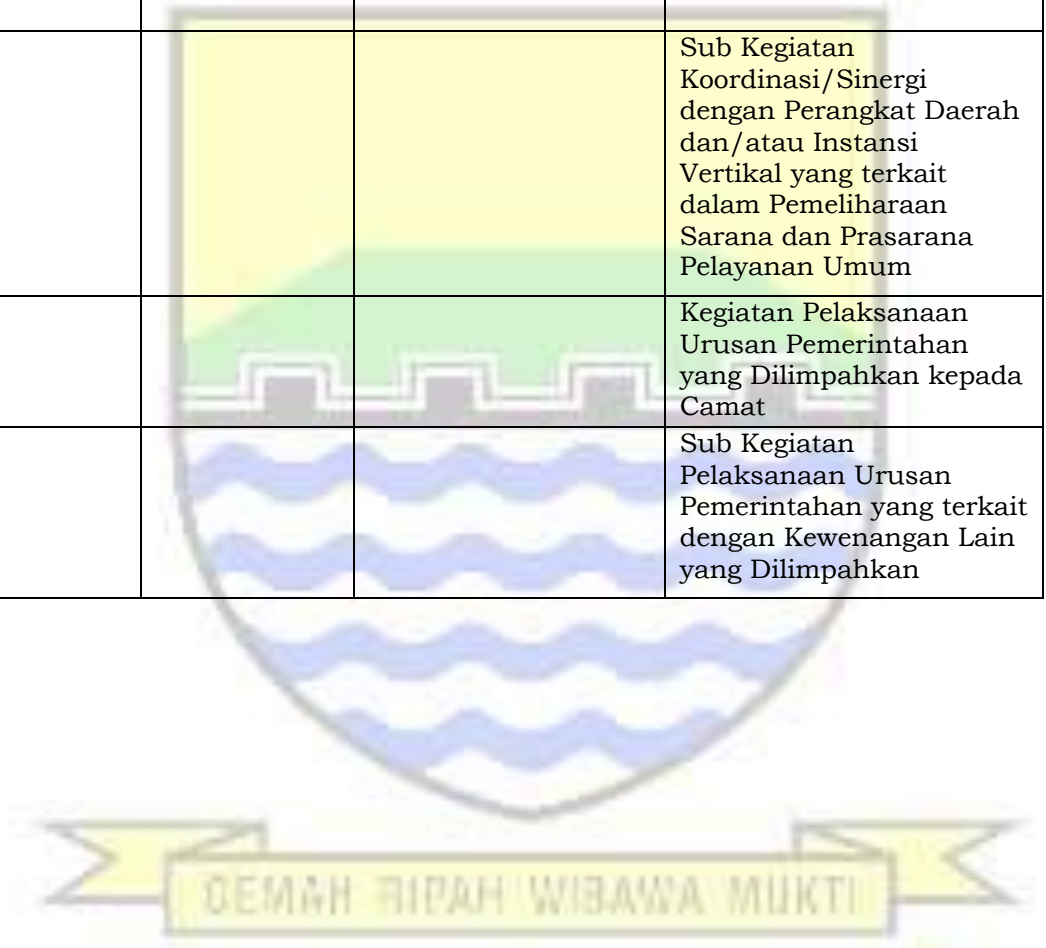 Sub Kegiatan
Koordinasi/Sinergi
dengan Perangkat Daerah
dan/atau Instansi
Vertikal yang terkait
dalam Pemeliharaan
Sarana dan Prasarana
Pelayanan Umum
Kegiatan Pelaksanaan
Urusan Pemerintahan
yang Dilimpahkan kepada
Camat
Sub Kegiatan
Pelaksanaan Urusan
Pemerintahan yang terkait
dengan Kewenangan Lain
yang Dilimpahkan
GEMAH RIPAH WIBAWA MUKTI